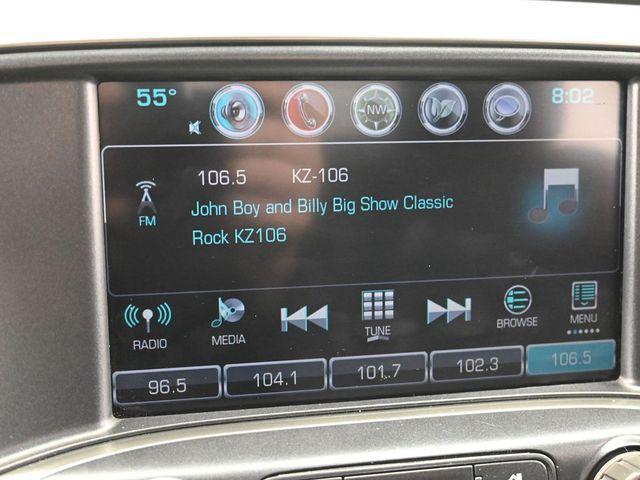 55° NW 8:02
106.5 KZ-106
FM
John Boy and Billy Big Show Classic
Rock KZ106
RADIO MEDIA TUNE BROWSE MENU
96.5 104.1 101.7 102.3 106.5